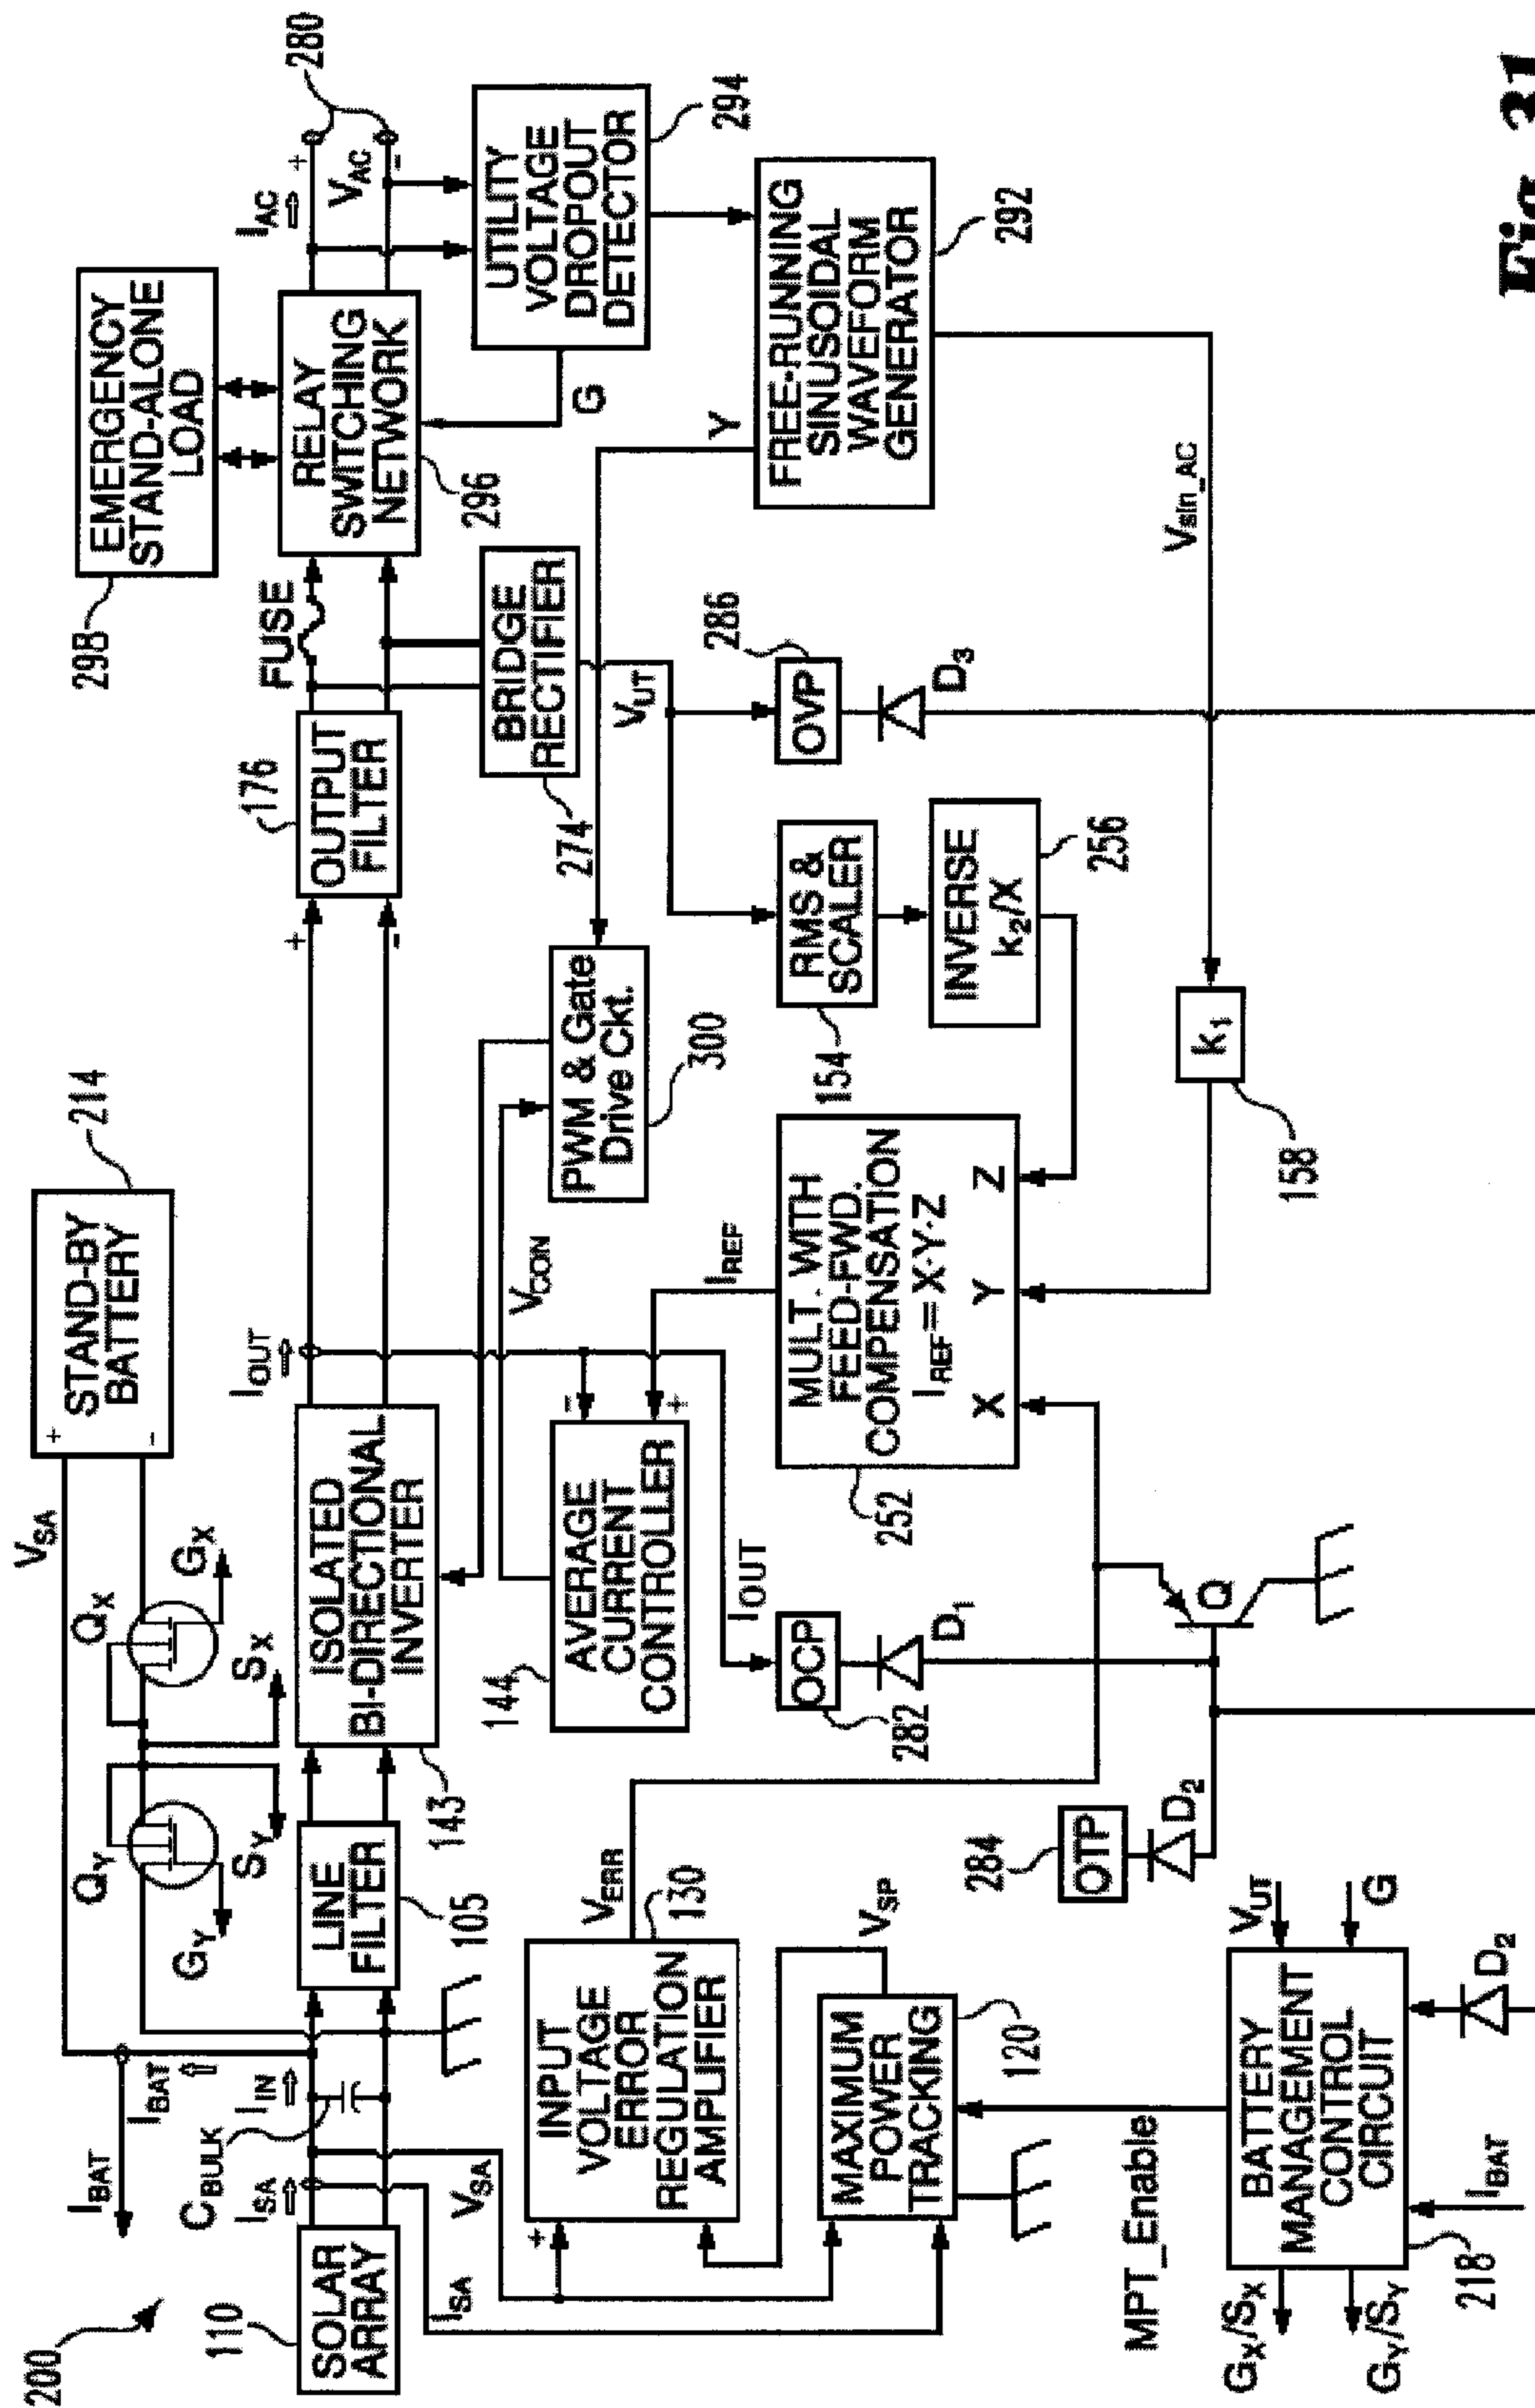 200
STAND-BY
BATTERY
+
-
214
V_SA
Q_Y
Q_X
G_Y
S_Y
S_X
G_X
I_BAT
I_BAT
C_BULK
I_SA
I_IN
110
SOLAR
ARRAY
LINE
FILTER
105
ISOLATED
BI-DIRECTIONAL
INVERTER
143
I_OUT
+
-
OUTPUT
FILTER
176
FUSE
RELAY
SWITCHING
NETWORK
296
EMERGENCY
STAND-ALONE
LOAD
298
I_AC
+
V_AC
-
280
UTILITY
VOLTAGE
DROPOUT
DETECTOR
294
G
BRIDGE
RECTIFIER
274
V_UT
Y
FREE-RUNNING
SINUSOIDAL
WAVEFORM
GENERATOR
292
I_SA
V_SA
+
INPUT
VOLTAGE
ERROR
REGULATION
AMPLIFIER
V_ERR
130
AVERAGE
CURRENT
CONTROLLER
144
-
+
V_CON
PWM & Gate
Drive Ckt.
300
I_REF
I_OUT
OCP
282
D_1
MULT. WITH
FEED-FWD.
COMPENSATION
I_REF=X·Y·Z
X
Y
Z
252
RMS &
SCALER
154
INVERSE
k_2/X
256
OVP
286
D_3
MAXIMUM
POWER
TRACKING
120
V_SP
OTP
284
D_2
Q
k_1
158
V_sin_AC
MPT_Enable
G_X/S_X
G_Y/S_Y
BATTERY
MANAGEMENT
CONTROL
CIRCUIT
218
V_UT
G
I_BAT
D_2
Fig. 31